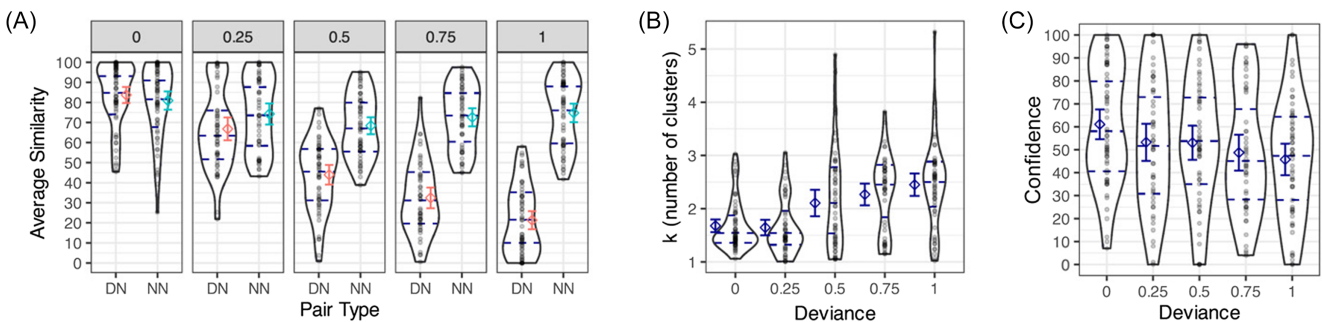 (A)
0 0.25 0.5 0.75 1
Average Similarity
100
90
80
70
60
50
40
30
20
10
0
DN NN DN NN DN NN DN NN DN NN
Pair Type
(B)
k (number of clusters)
5
4
3
2
1
0 0.25 0.5 0.75 1
Deviance
(C)
Confidence
100
90
80
70
60
50
40
30
20
10
0
0 0.25 0.5 0.75 1
Deviance